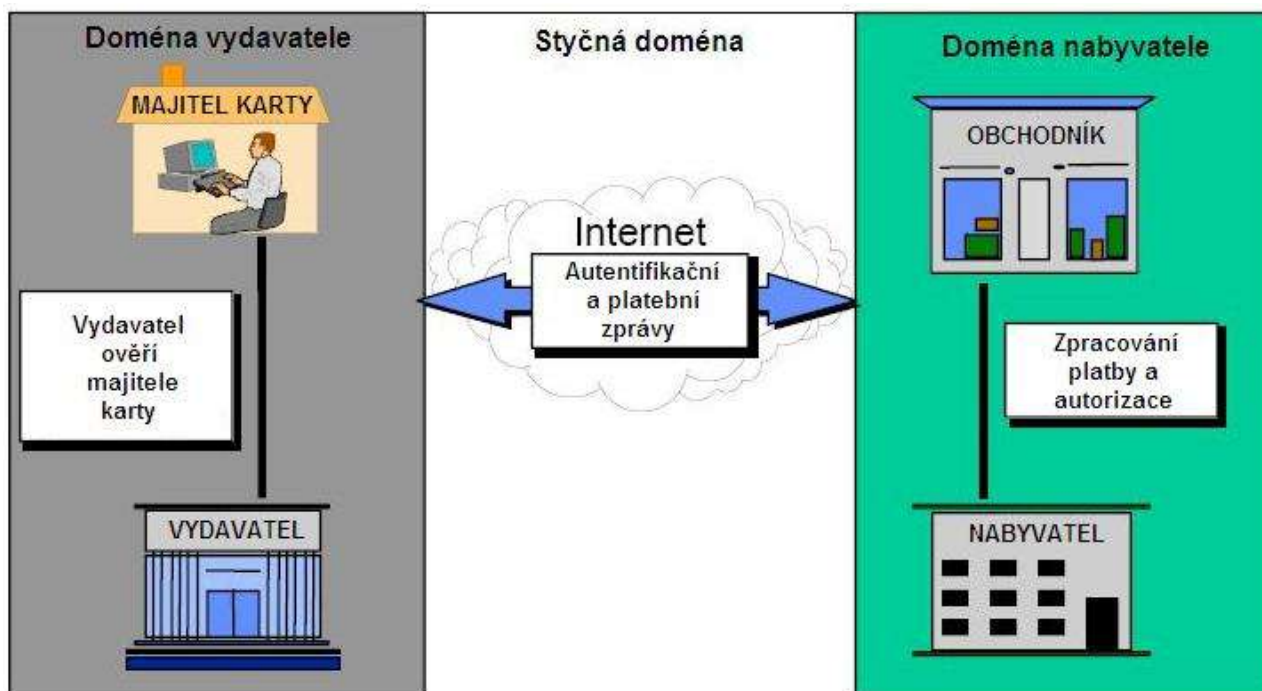 Doména vydavatele
MAJITEL KARTY
Vydavatel
ověří
majitele
karty
VYDAVATEL
Styčná doména
Internet
Autentifikační
a platební
zprávy
Doména nabyvatele
OBCHODNÍK
Zpracování
platby a
autorizace
NABYVATEL